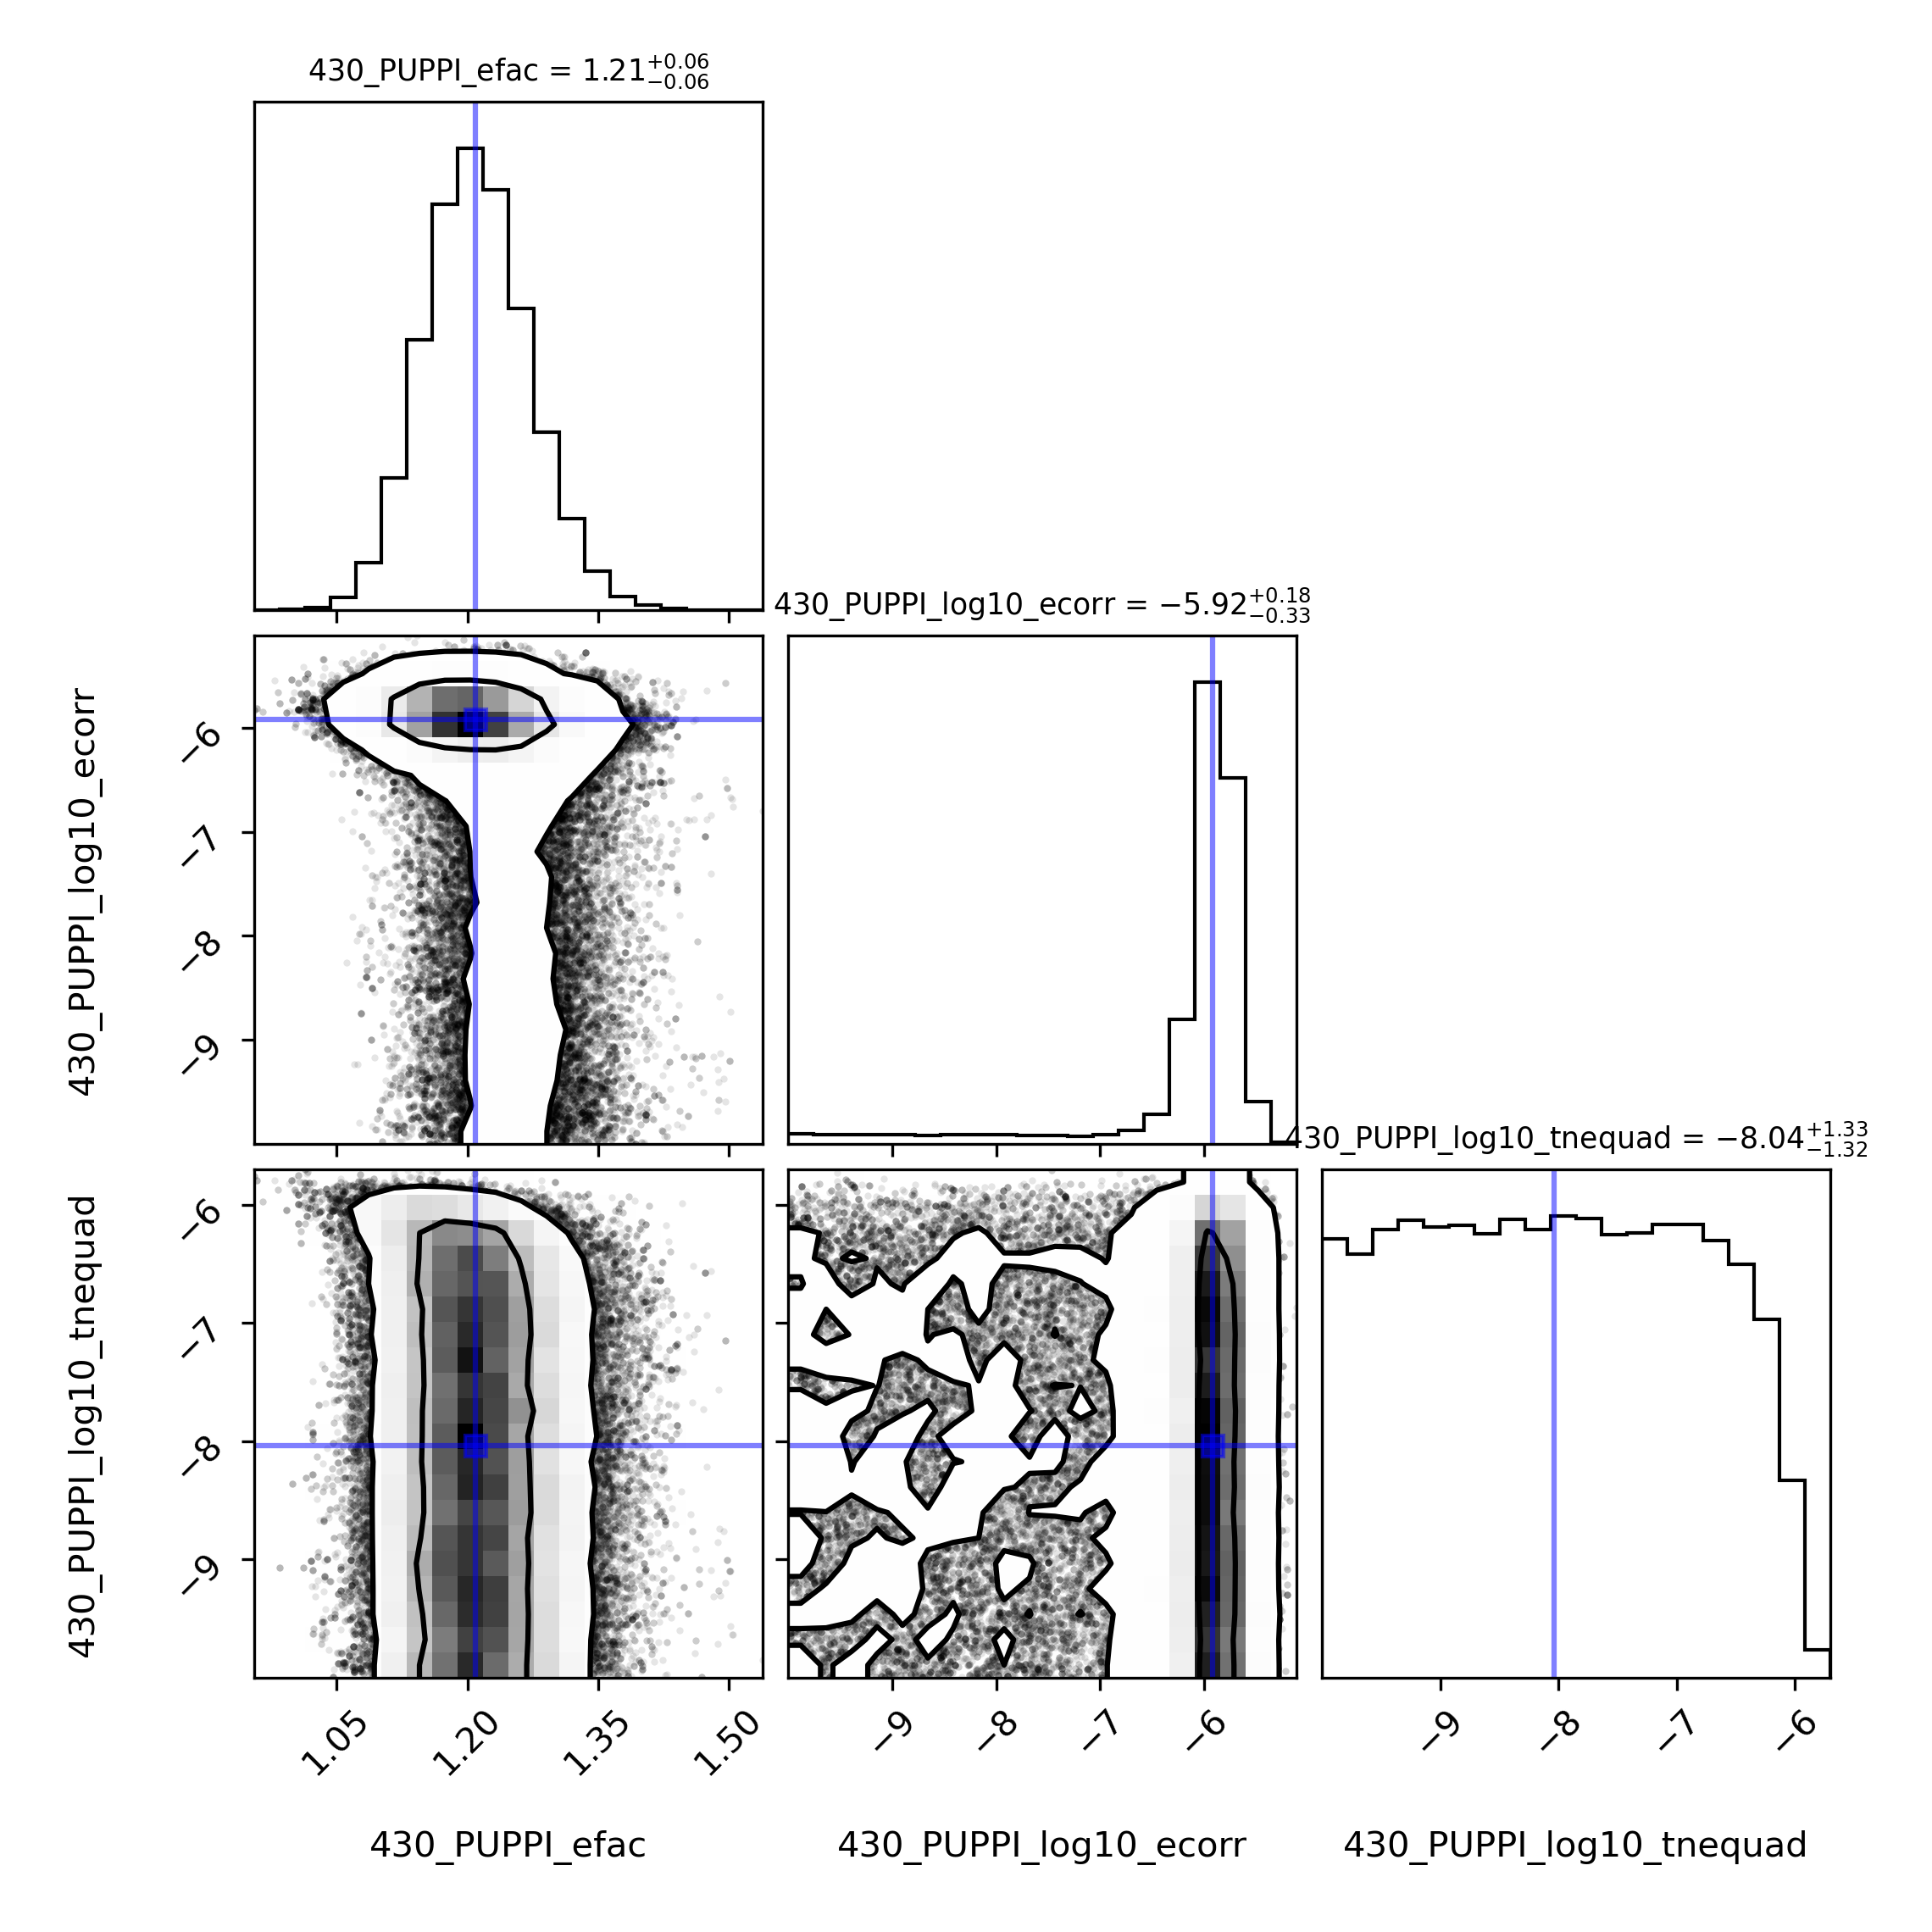 430_PUPPI_efac = 1.21+0.06−0.06
430_PUPPI_log10_ecorr = −5.92+0.18−0.33
430_PUPPI_log10_ecorr
−6
−7
−8
−9
430_PUPPI_log10_tnequad = −8.04+1.33−1.32
430_PUPPI_log10_tnequad
−6
−7
−8
−9
1.05 1.20 1.35 1.50
−9 −8 −7 −6
−9 −8 −7 −6
430_PUPPI_efac
430_PUPPI_log10_ecorr
430_PUPPI_log10_tnequad